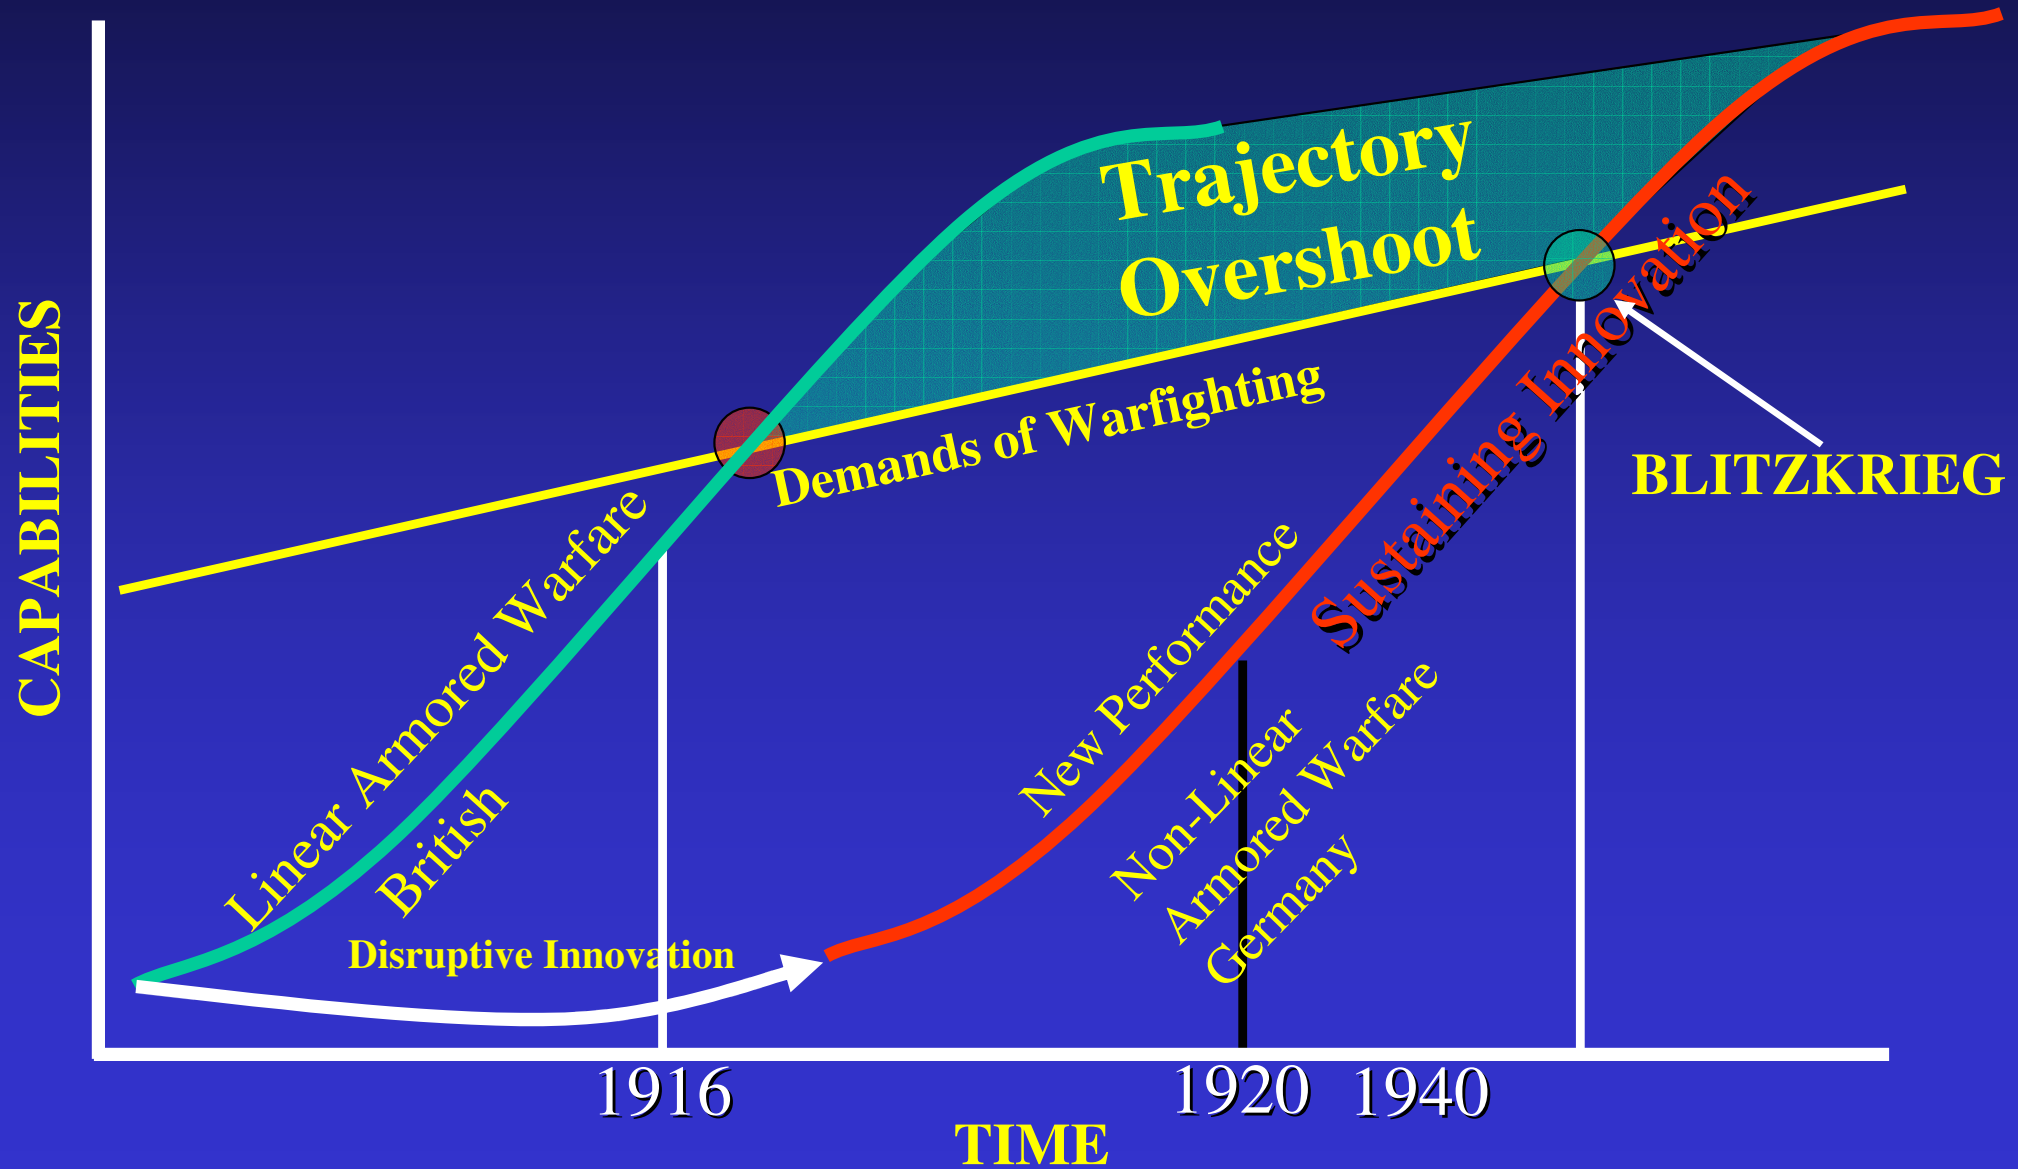 Trajectory
Overshoot
CAPABILITIES
Demands of Warfighting
Sustaining Innovation
BLITZKRIEG
Linear Armored Warfare
British
New Performance
Non-Linear
Armored Warfare
Germany
Disruptive Innovation
1916
1920
1940
TIME